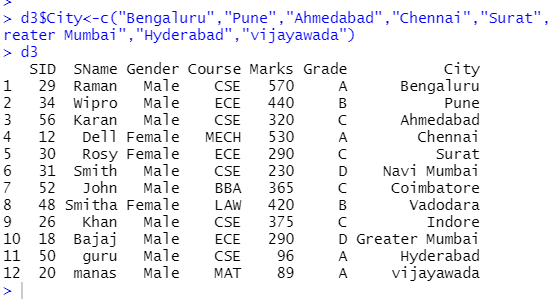 >
> d3$City<-c("Bengaluru","Pune","Ahmedabad","Chennai","Surat",
reater Mumbai","Hyderabad","vijayawada")
> d3
SID SName Gender Course Marks Grade City
1 29 Raman Male CSE 570 A Bengaluru
2 34 Wipro Male ECE 440 B Pune
3 56 Karan Male CSE 320 C Ahmedabad
4 12 Dell Female MECH 530 A Chennai
5 30 Rosy Female ECE 290 C Surat
6 31 Smith Male CSE 230 D Navi Mumbai
7 52 John Male BBA 365 C Coimbatore
8 48 Smitha Female LAW 420 B Vadodara
9 26 Khan Male CSE 375 C Indore
10 18 Bajaj Male ECE 290 D Greater Mumbai
11 50 guru Male CSE 96 A Hyderabad
12 20 manas Male MAT 89 A vijayawada
>